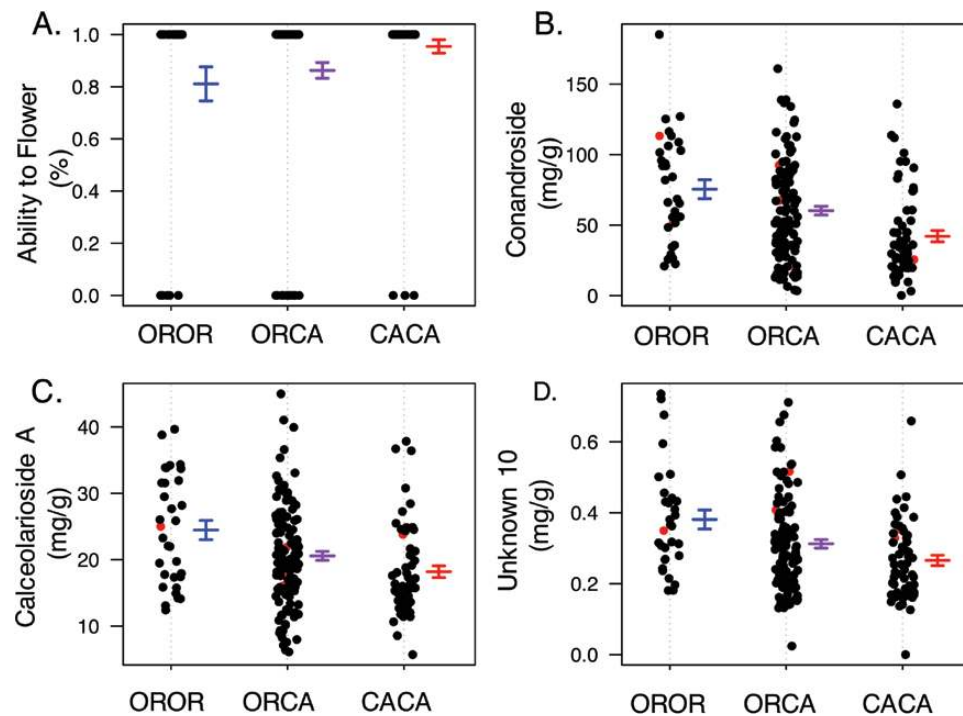 A.
Ability to Flower
(%)
1.0
0.8
0.6
0.4
0.2
0.0
OROR ORCA CACA
B.
Conandroside
(mg/g)
150
100
50
0
OROR ORCA CACA
C.
Calceolarioside A
(mg/g)
40
30
20
10
OROR ORCA CACA
D.
Unknown 10
(mg/g)
0.6
0.4
0.2
0.0
OROR ORCA CACA